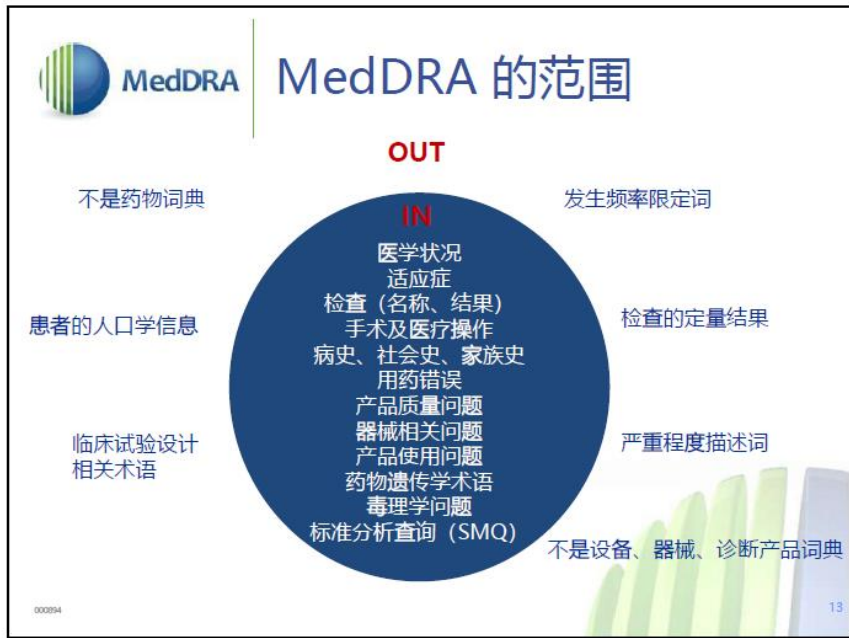 MedDRA
MedDRA 的范围
OUT
不是药物词典
发生频率限定词
IN
医学状况
适应症
检查（名称、结果）
手术及医疗操作
病史、社会史、家族史
用药错误
产品质量问题
器械相关问题
产品使用问题
药物遗传学术语
毒理学问题
标准分析查询（SMQ）
患者的人口学信息
检查的定量结果
临床试验设计
相关术语
严重程度描述词
不是设备、器械、诊断产品词典
000894
13